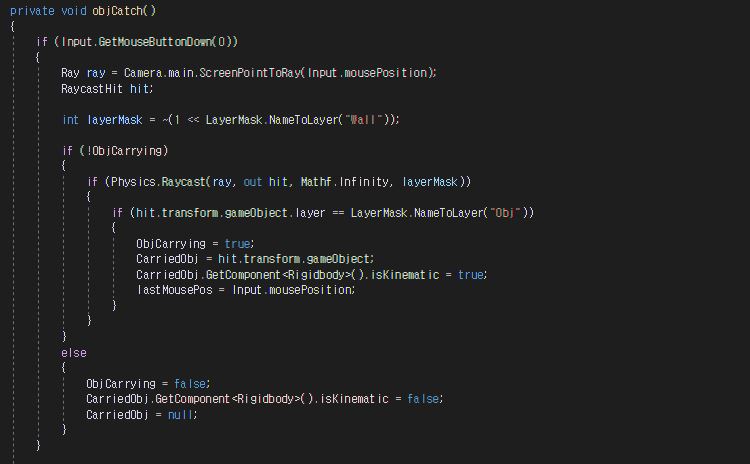 private void objCatch()
{
if (Input.GetMouseButtonDown(0))
{
Ray ray = Camera.main.ScreenPointToRay(Input.mousePosition);
RaycastHit hit;
int layerMask = ~(1 << LayerMask.NameToLayer("Wall"));
if (!ObjCarrying)
{
if (Physics.Raycast(ray, out hit, Mathf.Infinity, layerMask))
{
if (hit.transform.gameObject.layer == LayerMask.NameToLayer("Obj"))
{
ObjCarrying = true;
CarriedObj = hit.transform.gameObject;
CarriedObj.GetComponent<Rigidbody>().isKinematic = true;
lastMousePos = Input.mousePosition;
}
}
}
else
{
ObjCarrying = false;
CarriedObj.GetComponent<Rigidbody>().isKinematic = false;
CarriedObj = null;
}
}